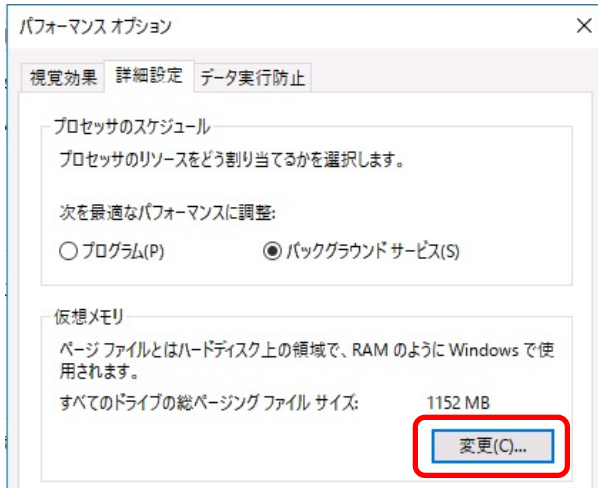 パフォーマンス オプション
視覚効果 詳細設定 データ実行防止
プロセッサのスケジュール
プロセッサのリソースをどう割り当てるかを選択します。
次を最適なパフォーマンスに調整:
プログラム(P) バックグラウンド サービス(S)
仮想メモリ
ページ ファイルとはハードディスク上の領域で、RAM のように Windows で使
用されます。
すべてのドライブの総ページング ファイル サイズ: 1152 MB
変更(C)...